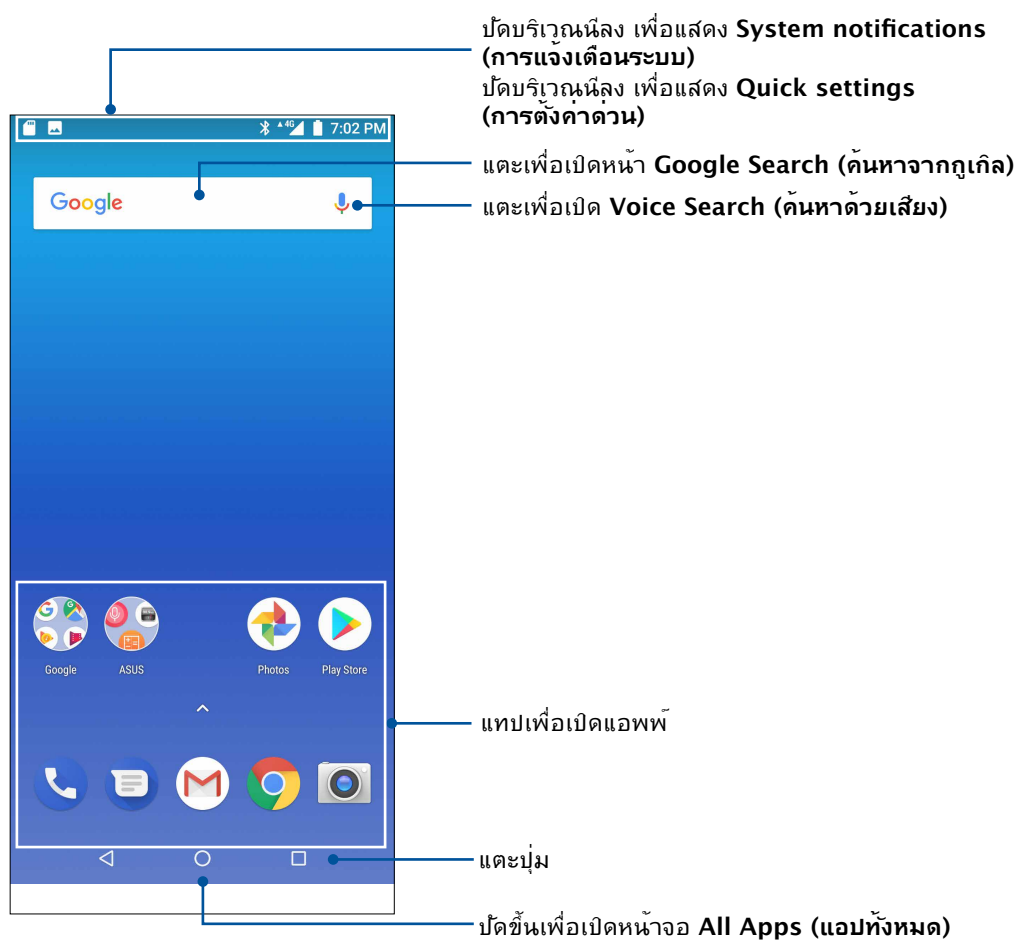 ปัดบริเวณนี้ลง เพื่อแสดง System notifications
(การแจ้งเตือนระบบ)
ปัดบริเวณนี้ลง เพื่อแสดง Quick settings
(การตั้งค่าด่วน)
4G 7:02 PM
แตะเพื่อเปิดหน้า Google Search (ค้นหาจากกูเกิล)
Google
แตะเพื่อเปิด Voice Search (ค้นหาด้วยเสียง)
Google ASUS Photos Play Store
แทปเพื่อเปิดแอพพ์
แตะปุ่ม
ปัดขึ้นเพื่อเปิดหน้าจอ All Apps (แอปทั้งหมด)